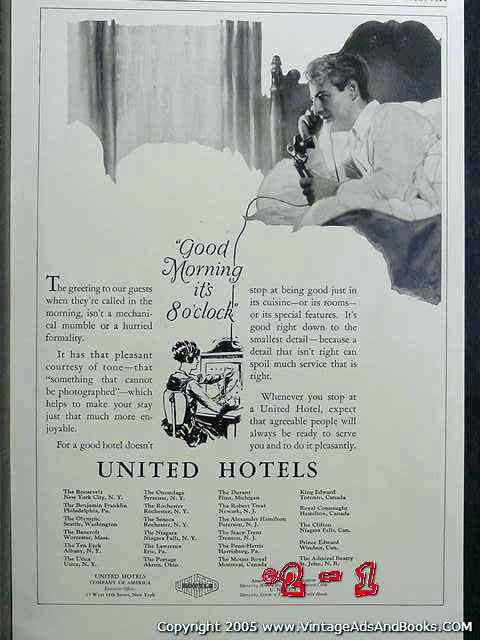 "Good
Morning
it's
8 o'clock"
The greeting to our guests
when they're called in the
morning, isn't a mechani-
cal mumble or a hurried
formality.
It has that pleasant
courtesy of tone—that
"something that cannot
be photographed"—which
helps to make your stay
just that much more en-
joyable.
For a good hotel doesn't
stop at being good just in
its cuisine—or its rooms—
or its special features. It's
good right down to the
smallest detail—because a
detail that isn't right can
spoil much service that is
right.
Whenever you stop at
a United Hotel, expect
that agreeable people will
always be ready to serve
you and to do it pleasantly.
UNITED HOTELS
The Roosevelt
New York City, N. Y.
The Benjamin Franklin
Philadelphia, Pa.
The Olympic
Seattle, Washington
The Bancroft
Worcester, Mass.
The Ten Eyck
Albany, N. Y.
The Utica
Utica, N. Y.
The Onondaga
Syracuse, N. Y.
The Rochester
Rochester, N. Y.
The Seneca
Rochester, N. Y.
The Niagara
Niagara Falls, N. Y.
The Lawrence
Erie, Pa.
The Portage
Akron, Ohio
The Durant
Flint, Michigan
The Robert Treat
Newark, N. J.
The Alexander Hamilton
Paterson, N. J.
The Stacy-Trent
Trenton, N. J.
The Penn-Harris
Harrisburg, Pa.
The Mount Royal
Montreal, Canada
King Edward
Toronto, Canada
Royal Connaught
Hamilton, Canada
The Clifton
Niagara Falls, Can.
Prince Edward
Windsor, Can.
The Admiral Beatty
St. John, N. B.
UNITED HOTELS
COMPANY OF AMERICA
Executive Offices
25 West 45th Street, New York
HOTELS
2 - 1
Copyright 2005 www.VintageAdsAndBooks.com